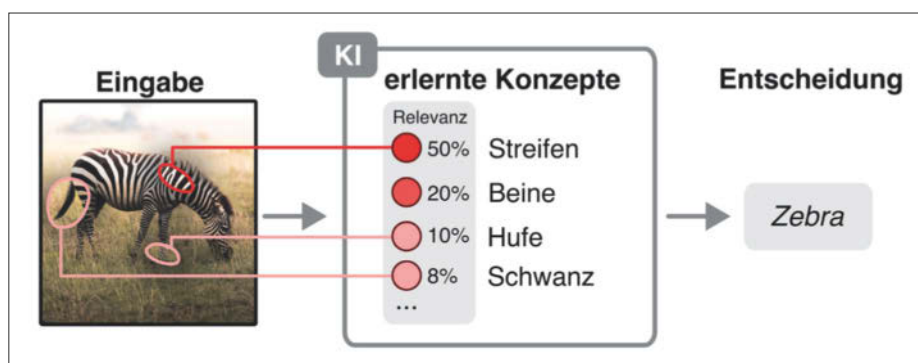 Eingabe
KI
erlernte Konzepte
Relevanz
50% Streifen
20% Beine
10% Hufe
8% Schwanz
...
Entscheidung
Zebra